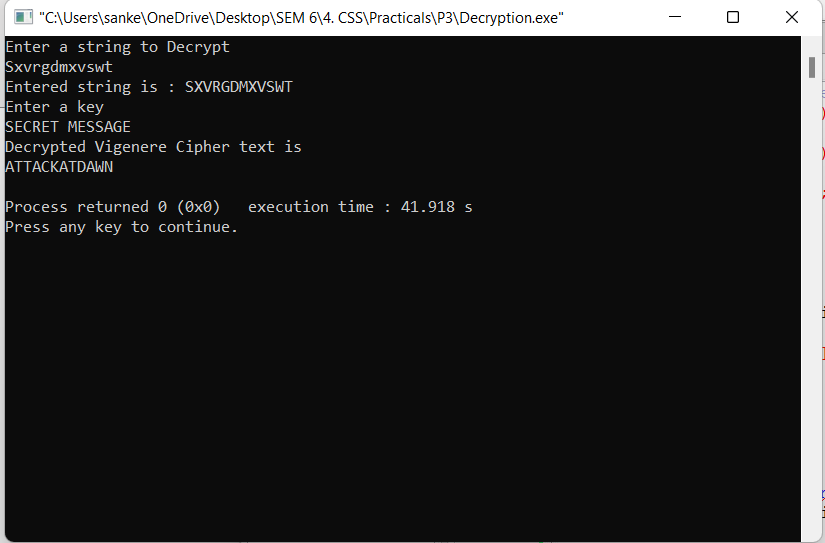 "C:\Users\sanke\OneDrive\Desktop\SEM 6\4. CSS\Practicals\P3\Decryption.exe"
Enter a string to Decrypt
Sxvrgdmxvswt
Entered string is : SXVRGDMXVSWT
Enter a key
SECRET MESSAGE
Decrypted Vigenere Cipher text is
ATTACKATDAWN
Process returned 0 (0x0)   execution time : 41.918 s
Press any key to continue.